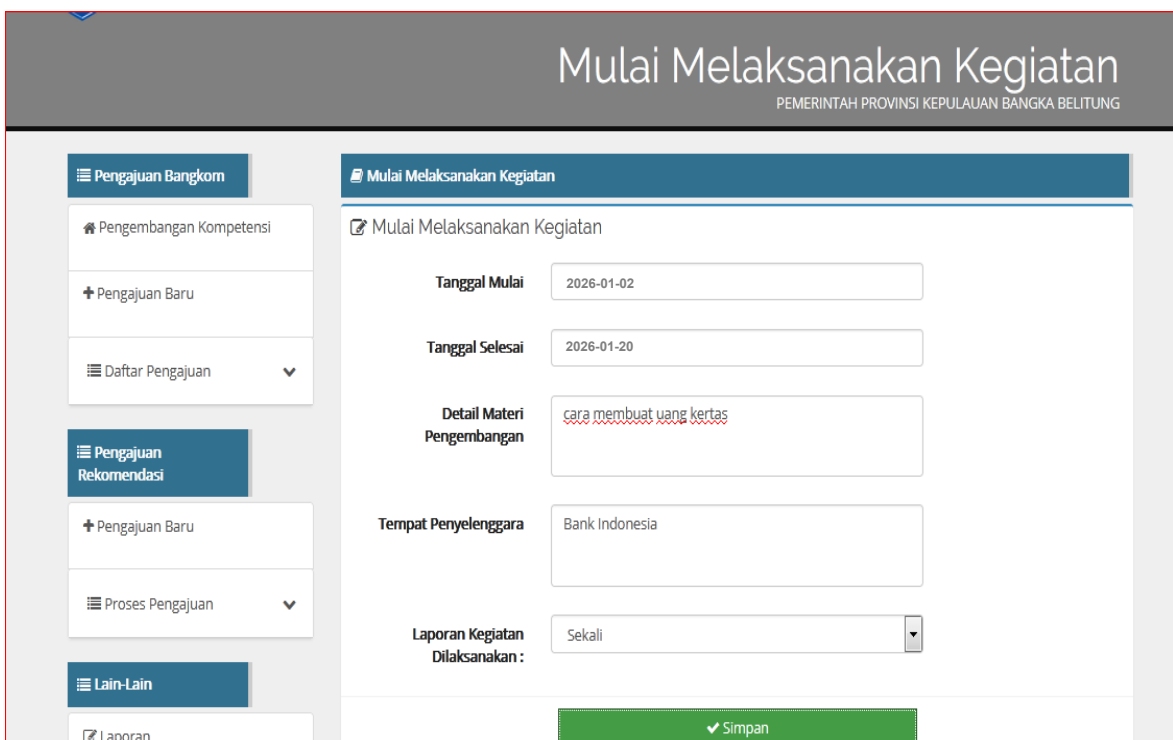 Mulai Melaksanakan Kegiatan
PEMERINTAH PROVINSI KEPULAUAN BANGKA BELITUNG
Pengajuan Bangkom
Pengembangan Kompetensi
Pengajuan Baru
Daftar Pengajuan
Pengajuan
Rekomendasi
Pengajuan Baru
Proses Pengajuan
Lain-Lain
Laporan
Mulai Melaksanakan Kegiatan
Mulai Melaksanakan Kegiatan
Tanggal Mulai
2026-01-02
Tanggal Selesai
2026-01-20
Detail Materi
Pengembangan
cara membuat uang kertas
Tempat Penyelenggara
Bank Indonesia
Laporan Kegiatan
Dilaksanakan :
Sekali
Simpan